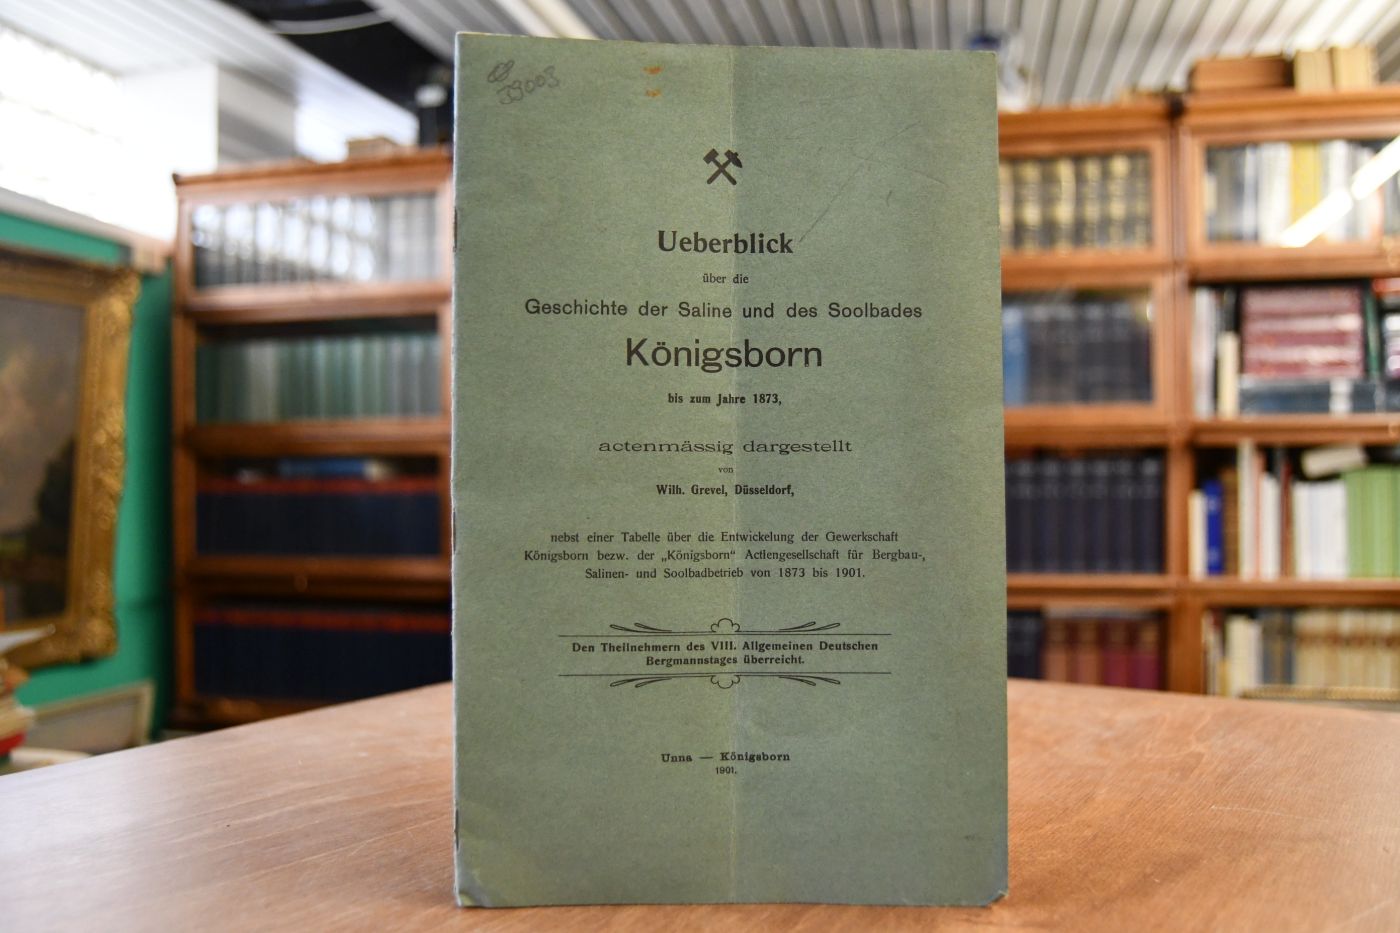 39003
Ueberblick
über die
Geschichte der Saline und des Soolbades
Königsborn
bis zum Jahre 1873,
actenmässig dargestellt
von
Wilh. Grevel, Düsseldorf,
nebst einer Tabelle über die Entwickelung der Gewerkschaft
Königsborn bezw. der „Königsborn“ Actiengesellschaft für Bergbau-,
Salinen- und Soolbadbetrieb von 1873 bis 1901.
Den Theilnehmern des VIII. Allgemeinen Deutschen
Bergmannstages überreicht.
Unna — Königsborn
1901.